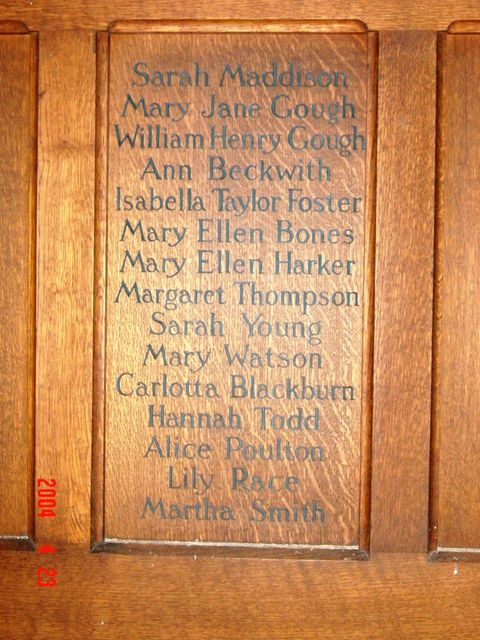 Sarah Maddison
Mary Jane Gough
William Henry Gough
Ann Beckwith
Isabella Taylor Foster
Mary Ellen Bones
Mary Ellen Harker
Margaret Thompson
Sarah Young
Mary Watson
Carlotta Blackburn
Hannah Todd
Alice Poulton
Lily Race
Martha Smith
2004 4 23